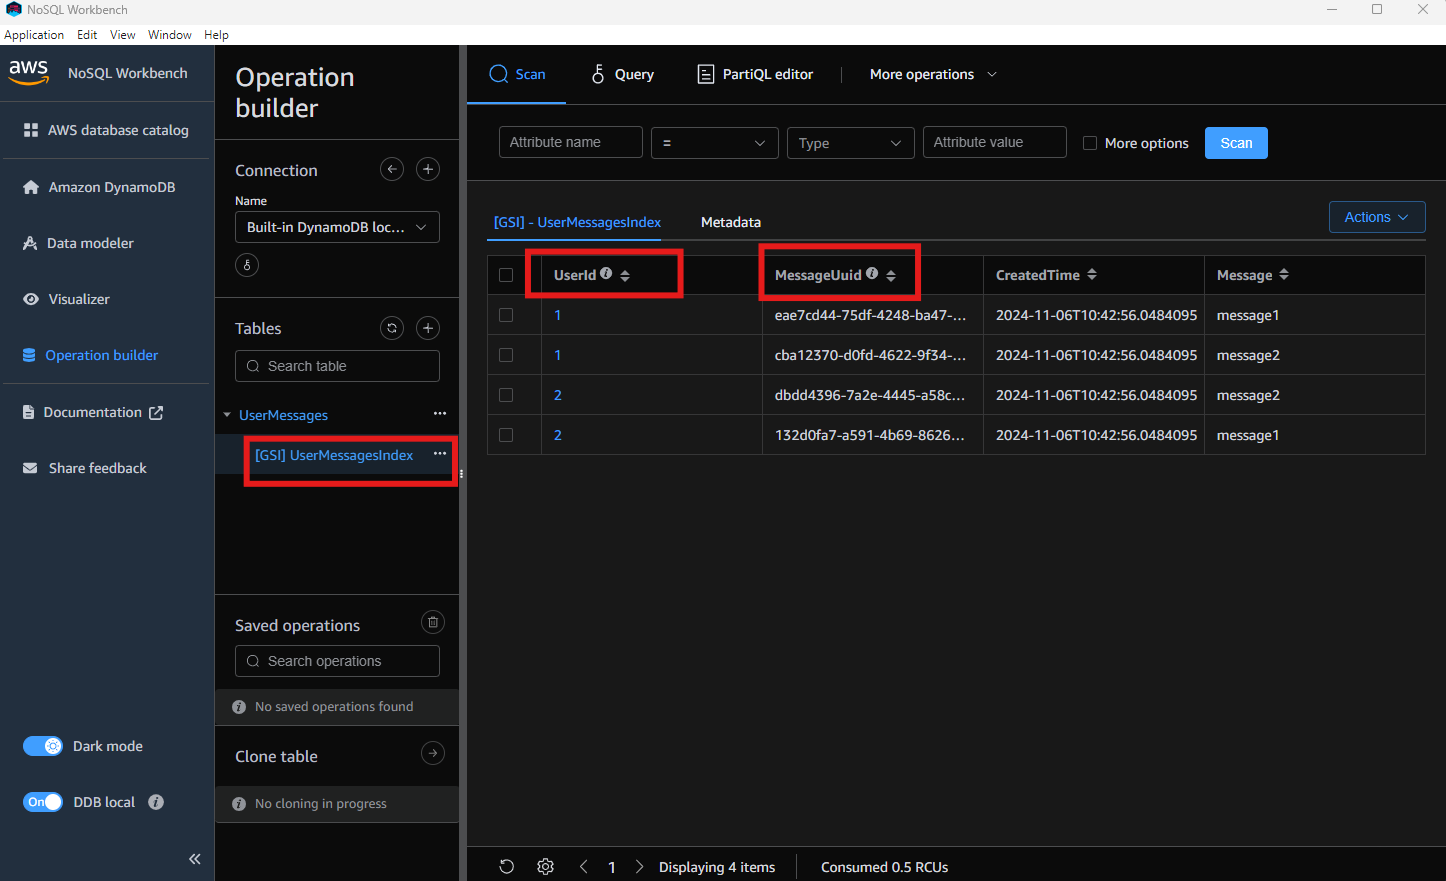 NoSQL Workbench
Application Edit View Window Help
aws NoSQL Workbench
AWS database catalog
Amazon DynamoDB
Data modeler
Visualizer
Operation builder
Documentation
Share feedback
Dark mode
On DDB local
Operation
builder
Connection
Name
Built-in DynamoDB loc...
Tables
Search table
UserMessages
[GSI] UserMessagesIndex
Saved operations
Search operations
No saved operations found
Clone table
No cloning in progress
Scan Query PartiQL editor More operations
Attribute name = Type Attribute value More options Scan
[GSI] - UserMessagesIndex Metadata Actions
UserId MessageUuid CreatedTime Message
1 eae7cd44-75df-4248-ba47-... 2024-11-06T10:42:56.0484095 message1
1 cba12370-d0fd-4622-9f34-... 2024-11-06T10:42:56.0484095 message2
2 dbdd4396-7a2e-4445-a58c... 2024-11-06T10:42:56.0484095 message2
2 132d0fa7-a591-4b69-8626... 2024-11-06T10:42:56.0484095 message1
1 Displaying 4 items Consumed 0.5 RCUs